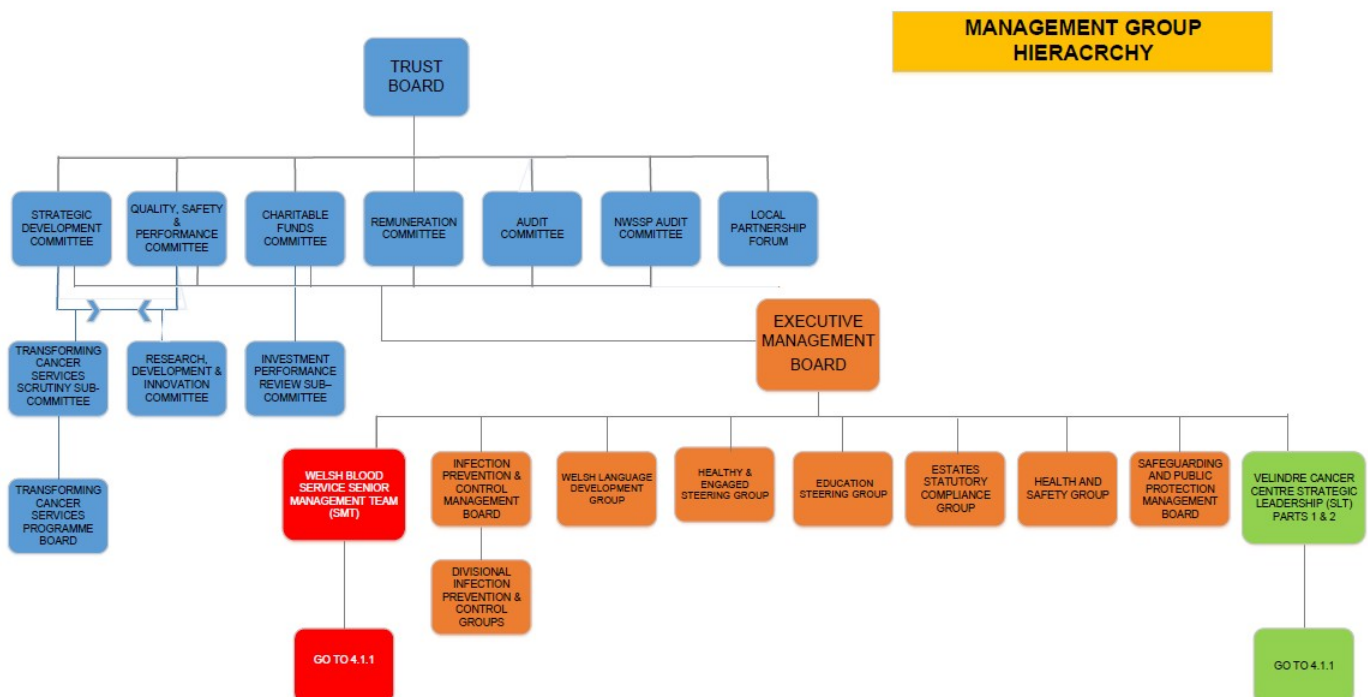 MANAGEMENT GROUP
HIERACRCHY
TRUST
BOARD
STRATEGIC
DEVELOPMENT
COMMITTEE
QUALITY, SAFETY
&
PERFORMANCE
COMMITTEE
CHARITABLE
FUNDS
COMMITTEE
REMUNERATION
COMMITTEE
AUDIT
COMMITTEE
NWSSP AUDIT
COMMITTEE
LOCAL
PARTNERSHIP
FORUM
EXECUTIVE
MANAGEMENT
BOARD
TRANSFORMING
CANCER
SERVICES
SCRUTINY SUB-
COMMITTEE
RESEARCH,
DEVELOPMENT &
INNOVATION
COMMITTEE
INVESTMENT
PERFORMANCE
REVIEW SUB–
COMMITTEE
TRANSFORMING
CANCER
SERVICES
PROGRAMME
BOARD
WELSH BLOOD
SERVICE SENIOR
MANAGEMENT TEAM
(SMT)
INFECTION
PREVENTION &
CONTROL
MANAGEMENT
BOARD
WELSH LANGUAGE
DEVELOPMENT
GROUP
HEALTHY &
ENGAGED
STEERING GROUP
EDUCATION
STEERING GROUP
ESTATES
STATUTORY
COMPLIANCE
GROUP
HEALTH AND
SAFETY GROUP
SAFEGUARDING
AND PUBLIC
PROTECTION
MANAGEMENT
BOARD
VELINDRE CANCER
CENTRE STRATEGIC
LEADERSHIP (SLT)
PARTS 1 & 2
DIVISIONAL
INFECTION
PREVENTION &
CONTROL
GROUPS
GO TO 4.1.1
GO TO 4.1.1